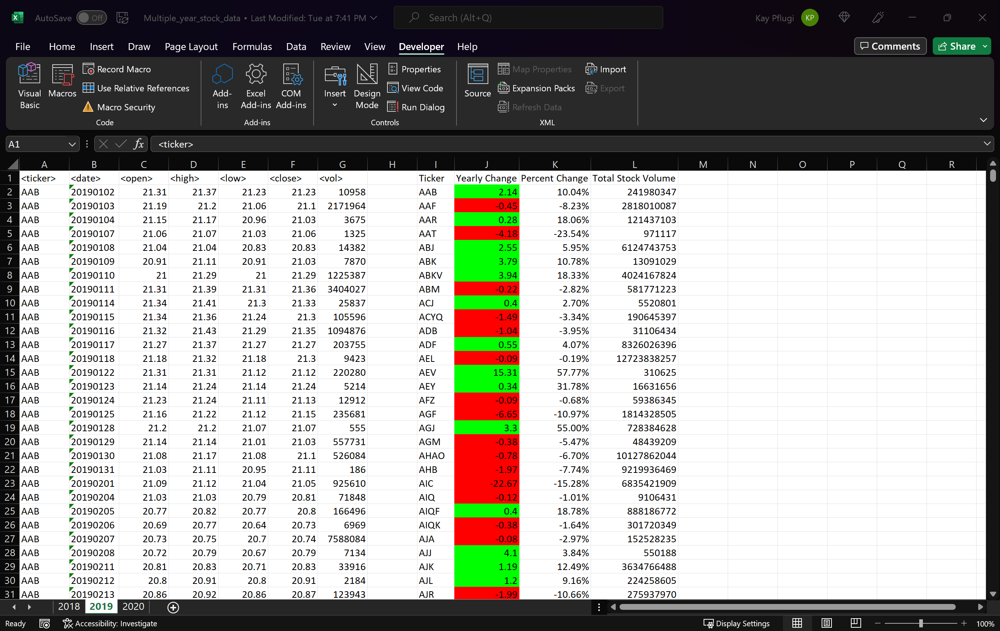 AutoSave Off Multiple_year_stock_data • Last Modified: Tue at 7:41 PM Search (Alt+Q) Kay Pflugi KP
File Home Insert Draw Page Layout Formulas Data Review View Developer Help Comments Share
Visual Basic Macros Record Macro Use Relative References Macro Security Code
Add-ins Excel Add-ins COM Add-ins Add-ins
Insert Design Mode Properties View Code Run Dialog Controls
Source Map Properties Expansion Packs Refresh Data Import Export XML
A1 fx <ticker>
A B C D E F G H I J K L M N O P Q R
1 <ticker> <date> <open> <high> <low> <close> <vol> Ticker Yearly Change Percent Change Total Stock Volume
2 AAB 20190102 21.31 21.37 21.23 21.23 10958 AAB 2.14 10.04% 241980347
3 AAB 20190103 21.19 21.2 21.06 21.1 2171964 AAF -0.45 -8.23% 2818010087
4 AAB 20190104 21.15 21.17 20.96 21.03 3675 AAR 0.28 18.06% 121437103
5 AAB 20190107 21.06 21.07 21.03 21.06 1325 AAT -4.18 -23.54% 971117
6 AAB 20190108 21.04 21.04 20.83 20.83 14382 ABJ 2.55 5.95% 6124743753
7 AAB 20190109 20.91 21.11 20.91 21.03 7870 ABK 3.79 10.78% 13091029
8 AAB 20190110 21 21.29 21 21.29 1225387 ABKV 3.94 18.33% 4024167824
9 AAB 20190111 21.31 21.39 21.31 21.36 3404027 ABM -0.22 -2.82% 581771223
10 AAB 20190114 21.34 21.41 21.3 21.33 25837 ACJ 0.4 2.70% 5520801
11 AAB 20190115 21.34 21.36 21.24 21.3 105596 ACYQ -1.49 -3.34% 190645397
12 AAB 20190116 21.32 21.43 21.29 21.35 1094876 ADB -1.04 -3.95% 31106434
13 AAB 20190117 21.27 21.37 21.27 21.27 203755 ADF 0.55 4.07% 8326026396
14 AAB 20190118 21.18 21.32 21.18 21.3 9423 AEL -0.09 -0.19% 12723838257
15 AAB 20190122 21.31 21.31 21.12 21.12 220280 AEV 15.31 57.77% 310625
16 AAB 20190123 21.14 21.24 21.14 21.24 5214 AEY 0.34 31.78% 16631656
17 AAB 20190124 21.23 21.24 21.11 21.13 12912 AFZ -0.09 -0.68% 59386345
18 AAB 20190125 21.16 21.22 21.12 21.15 235681 AGF -6.65 -10.97% 1814328505
19 AAB 20190128 21.2 21.2 21.07 21.07 555 AGJ 3.3 55.00% 728384628
20 AAB 20190129 21.14 21.14 21.01 21.03 557731 AGM -0.38 -5.47% 48439209
21 AAB 20190130 21.08 21.17 21.08 21.1 526084 AHAO -0.78 -6.70% 10127862044
22 AAB 20190131 21.03 21.11 20.95 21.11 186 AHB -1.97 -7.74% 9219936469
23 AAB 20190201 21.09 21.12 21.04 21.05 925610 AIC -22.67 -15.28% 6835421909
24 AAB 20190204 21.03 21.03 20.79 20.81 71848 AIQ -0.12 -1.01% 9106431
25 AAB 20190205 20.77 20.82 20.77 20.8 166496 AIQF 0.4 18.78% 888186772
26 AAB 20190206 20.69 20.77 20.64 20.73 6969 AIQK -0.38 -1.64% 301720349
27 AAB 20190207 20.73 20.75 20.7 20.74 7588084 AJA -0.08 -2.97% 152528235
28 AAB 20190208 20.72 20.79 20.67 20.79 7134 AJJ 4.1 3.84% 550188
29 AAB 20190211 20.81 20.83 20.71 20.83 33916 AJK 1.19 12.49% 3634766488
30 AAB 20190212 20.8 20.91 20.8 20.91 2184 AJL 1.2 9.16% 224258605
31 AAB 20190213 20.86 20.92 20.86 20.87 123943 AJR -1.99 -10.66% 275937970
2018 2019 2020
Ready Accessibility: Investigate Display Settings 100%